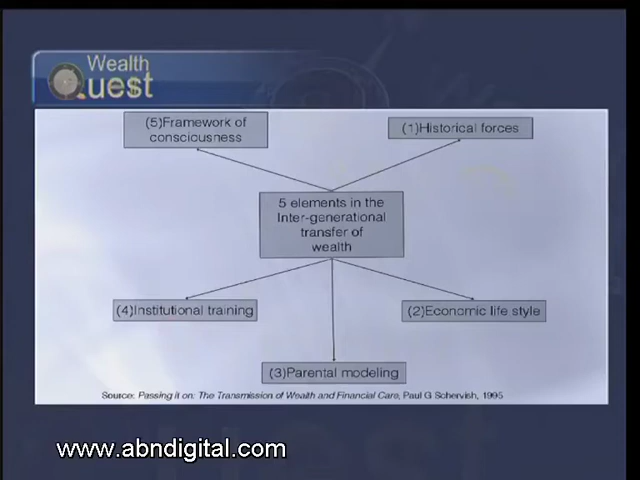 Wealth
Quest
(5)Framework of
consciousness
(1)Historical forces
5 elements in the
Inter-generational
transfer of
wealth
(4)Institutional training
(2)Economic life style
(3)Parental modeling
Source: Passing it on: The Transmission of Wealth and Financial Care, Paul G Schervish, 1995
www.abndigital.com